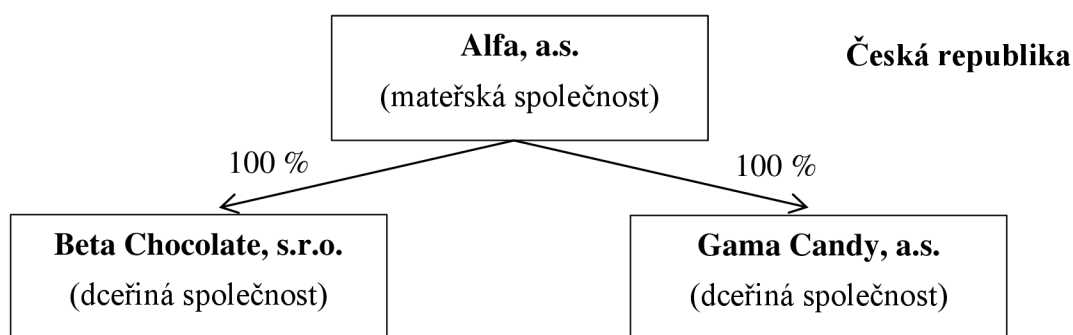 Alfa, a.s.
(mateřská společnost)
Česká republika
100 %
100 %
Beta Chocolate, s.r.o.
(dceřiná společnost)
Gama Candy, a.s.
(dceřiná společnost)